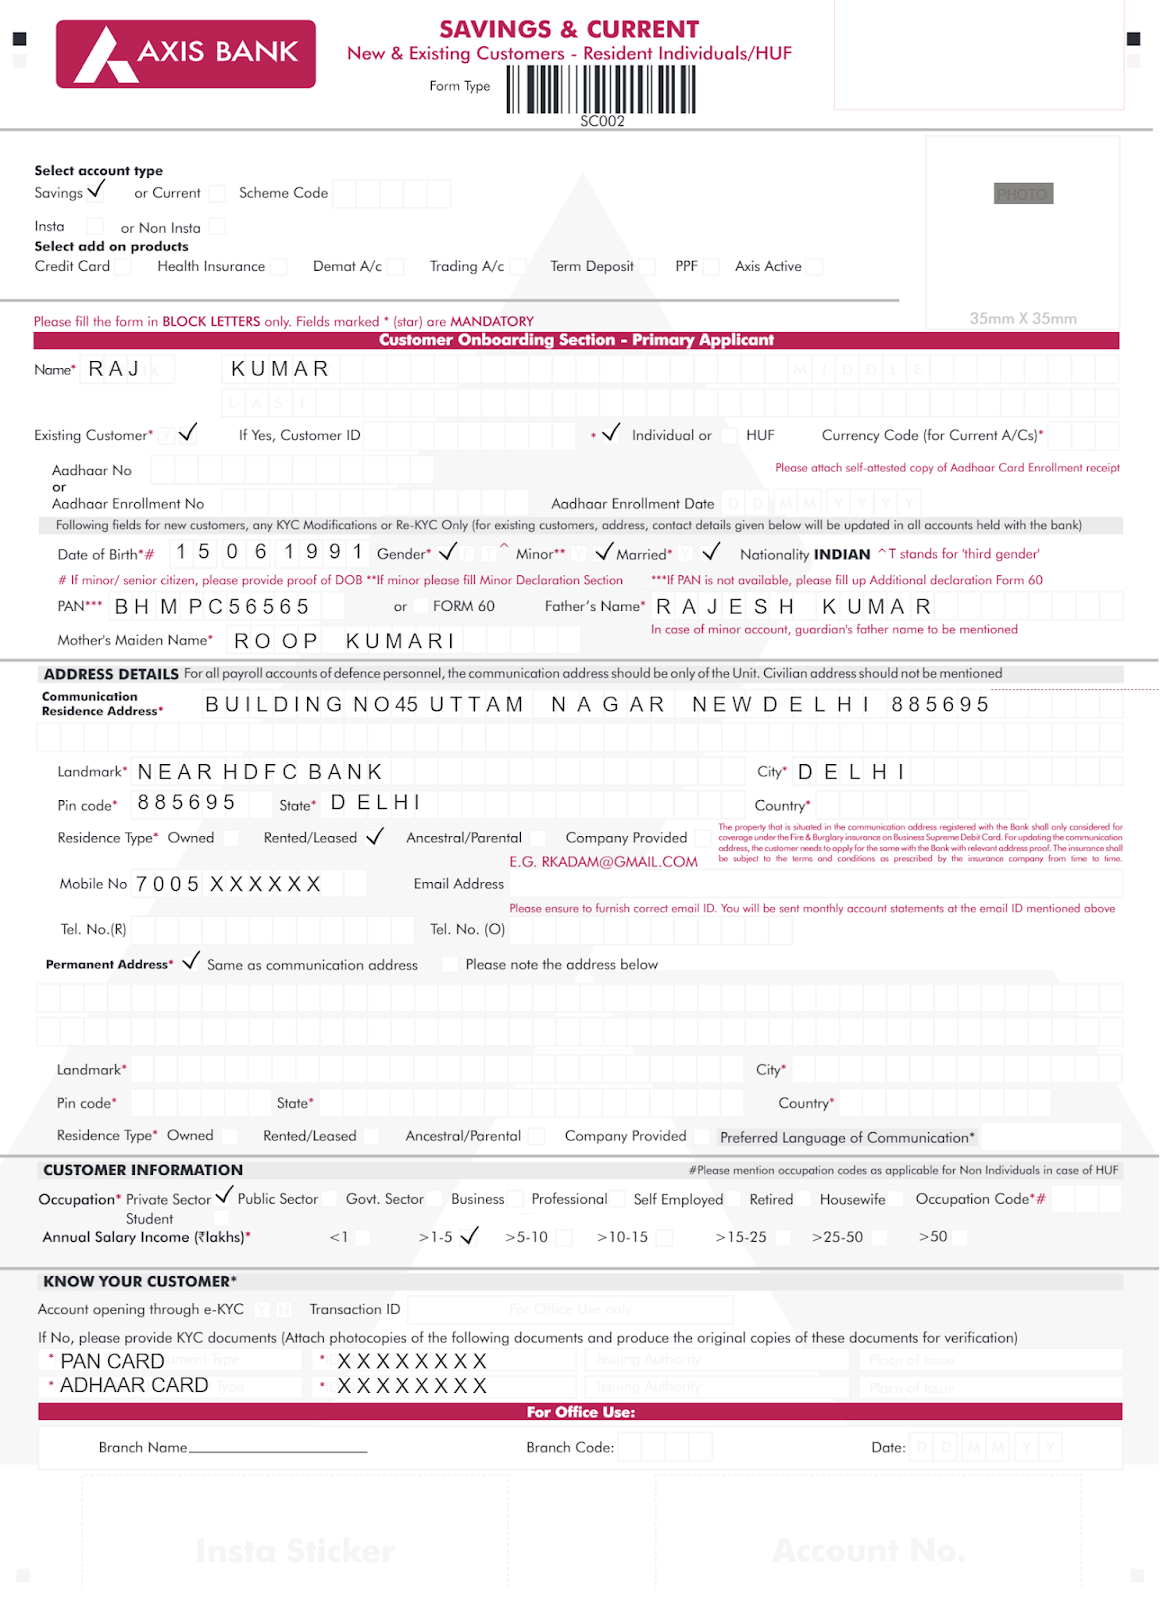 AXIS BANK
SAVINGS & CURRENT
New & Existing Customers - Resident Individuals/HUF
Form Type
SC002
PHOTO
35mm X 35mm
Select account type
Savings ✓ or Current Scheme Code
Insta or Non Insta
Select add on products
Credit Card Health Insurance Demat A/c Trading A/c Term Deposit PPF Axis Active
Please fill the form in BLOCK LETTERS only. Fields marked * (star) are MANDATORY
Customer Onboarding Section - Primary Applicant
Name* RAJ KUMAR MIDDLE
LAST
Existing Customer* Y ✓ If Yes, Customer ID * ✓ Individual or HUF Currency Code (for Current A/Cs)*
Aadhaar No Please attach self-attested copy of Aadhaar Card Enrollment receipt
or
Aadhaar Enrollment No Aadhaar Enrollment Date D D M M Y Y Y Y
Following fields for new customers, any KYC Modifications or Re-KYC Only (for existing customers, address, contact details given below will be updated in all accounts held with the bank)
Date of Birth*# 15061991 Gender* ✓ F T ^ Minor** Y ✓ Married* Y ✓ Nationality INDIAN ^T stands for 'third gender'
# If minor/ senior citizen, please provide proof of DOB **If minor please fill Minor Declaration Section ***If PAN is not available, please fill up Additional declaration Form 60
PAN*** BHMPC56565 or FORM 60 Father's Name* RAJESH KUMAR
In case of minor account, guardian's father name to be mentioned
Mother's Maiden Name* ROOP KUMARI
ADDRESS DETAILS For all payroll accounts of defence personnel, the communication address should be only of the Unit. Civilian address should not be mentioned
Communication
Residence Address* BUILDING NO 45 UTTAM NAGAR NEW DELHI 885695
Landmark* NEAR HDFC BANK City* DELHI
Pin code* 885695 State* DELHI Country*
Residence Type* Owned Rented/Leased ✓ Ancestral/Parental Company Provided
The property that is situated in the communication address registered with the Bank shall only considered for
coverage under the Fire & Burglary insurance on Business Supreme Debit Card. For updating the communication
address, the customer needs to apply for the same with the Bank with relevant address proof. The insurance shall
be subject to the terms and conditions as prescribed by the insurance company from time to time.
E.G. RKADAM@GMAIL.COM
Mobile No 7005XXXXXX Email Address
Please ensure to furnish correct email ID. You will be sent monthly account statements at the email ID mentioned above
Tel. No.(R) Tel. No. (O)
Permanent Address* ✓ Same as communication address Please note the address below
Landmark* City*
Pin code* State* Country*
Residence Type* Owned Rented/Leased Ancestral/Parental Company Provided Preferred Language of Communication*
CUSTOMER INFORMATION #Please mention occupation codes as applicable for Non Individuals in case of HUF
Occupation* Private Sector ✓ Public Sector Govt. Sector Business Professional Self Employed Retired Housewife Occupation Code*#
Student
Annual Salary Income (₹lakhs)* <1 >1-5 ✓ >5-10 >10-15 >15-25 >25-50 >50
KNOW YOUR CUSTOMER*
Account opening through e-KYC Y N Transaction ID For Office Use only
If No, please provide KYC documents (Attach photocopies of the following documents and produce the original copies of these documents for verification)
* PAN CARD * XXXXXXXX Issuing Authority Place of Issue
* ADHAAR CARD * XXXXXXXX Issuing Authority Place of Issue
For Office Use:
Branch Name Branch Code: Date: D D M M Y Y
Insta Sticker Account No.